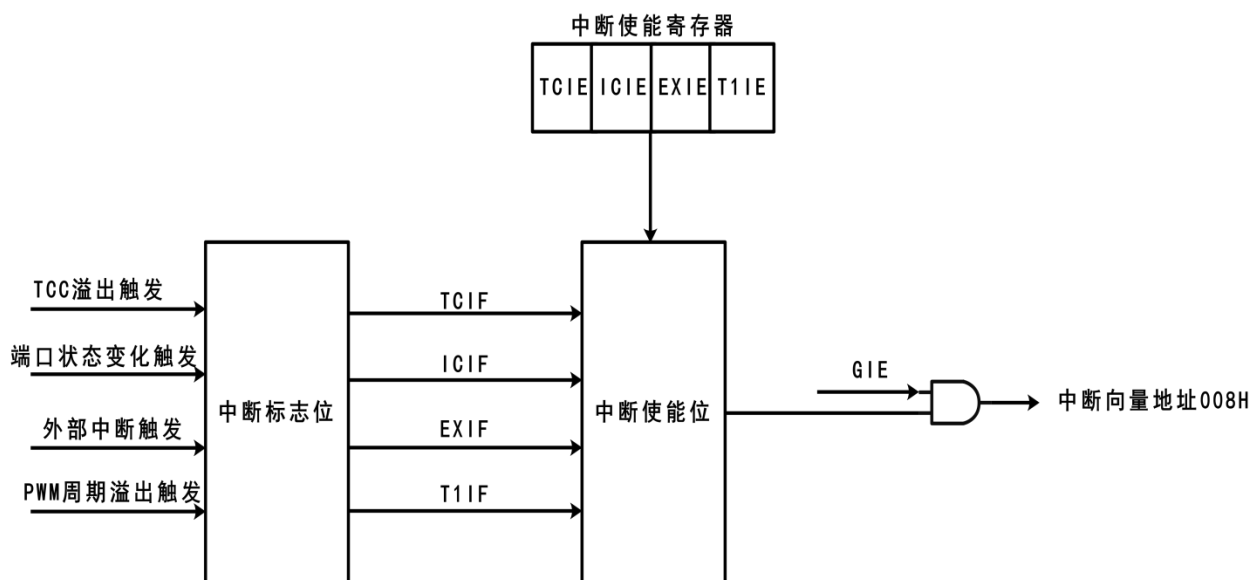 中断使能寄存器
TCIE ICIE EXIE T1IE
TCC溢出触发
TCIF
端口状态变化触发
ICIF
GIE
中断标志位
中断使能位
中断向量地址008H
外部中断触发
EXIF
PWM周期溢出触发
T1IF